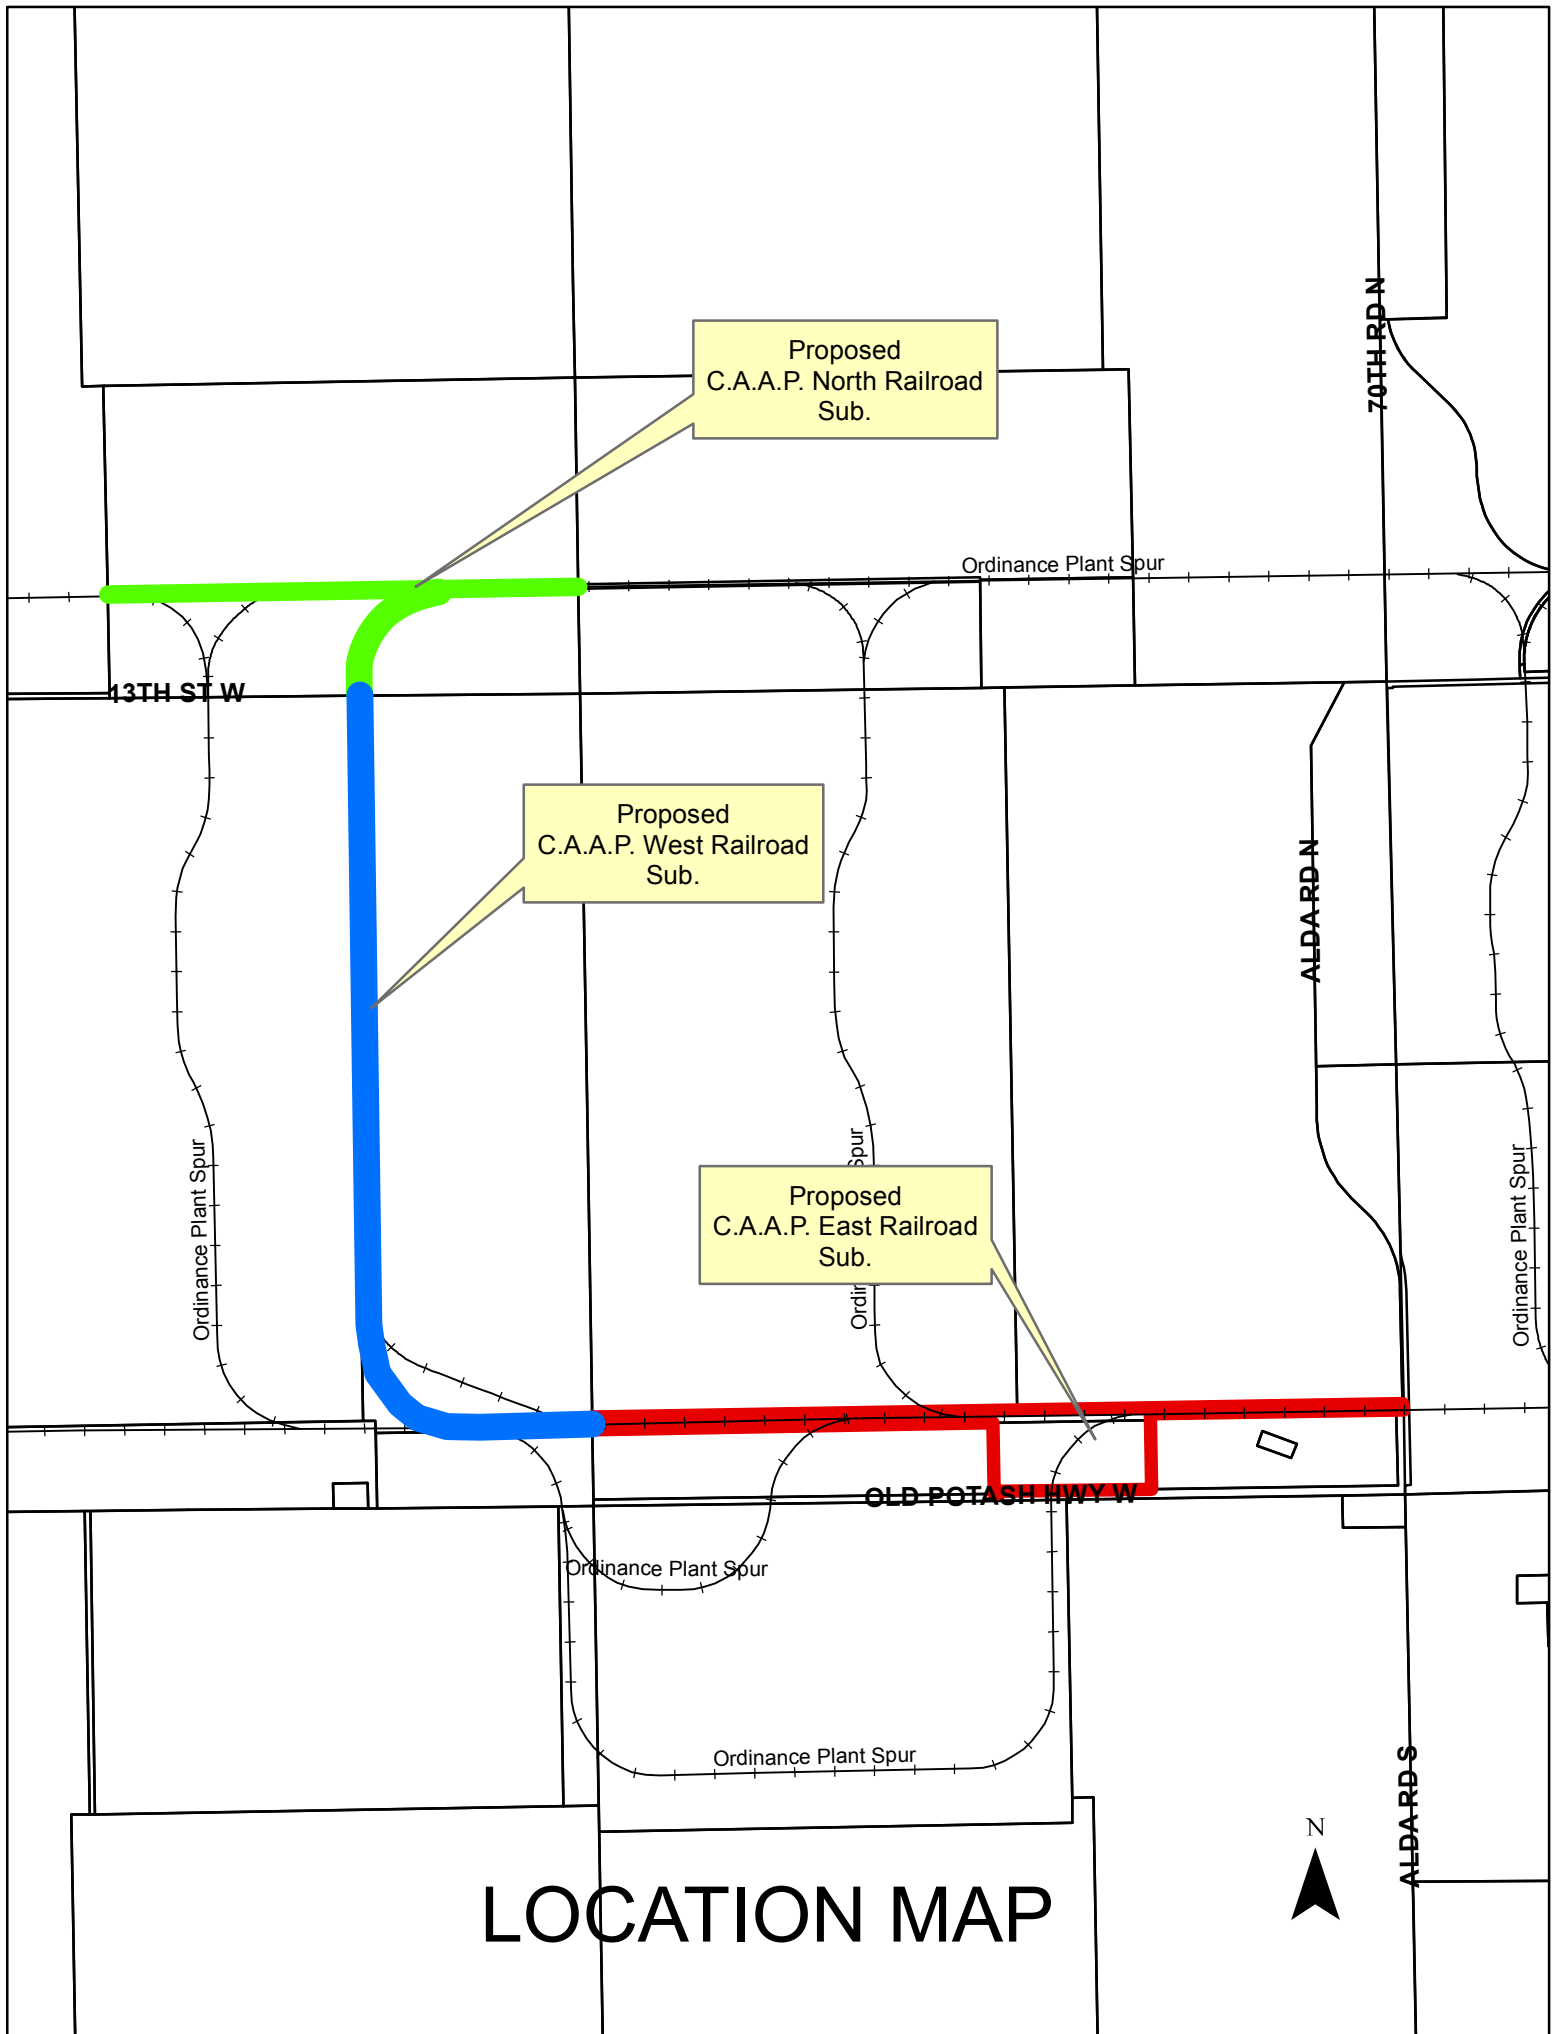 70TH RD N
Proposed
C.A.A.P. North Railroad
Sub.
Ordinance Plant Spur
13TH ST W
Proposed
C.A.A.P. West Railroad
Sub.
ALDA RD N
Ordinance Plant Spur
Ordin Spur
Proposed
C.A.A.P. East Railroad
Sub.
Ordinance Plant Spur
OLD POTASH HWY W
Ordinance Plant Spur
Ordinance Plant Spur
ALDA RD S
N
LOCATION MAP